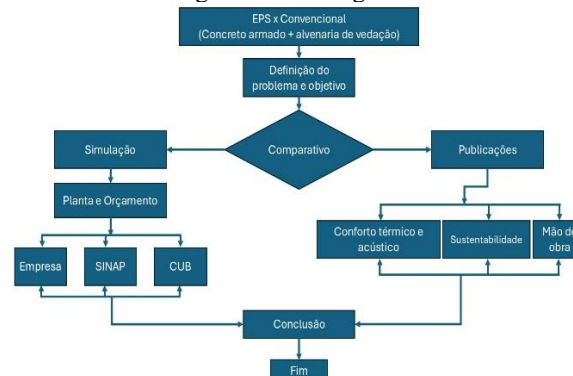 EPS x Convencional
(Concreto armado + alvenaria de vedação)
Definição do
problema e objetivo
Simulação
Comparativo
Publicações
Planta e Orçamento
Conforto térmico e
acústico
Sustentabilidade
Mão de
obra
Empresa
SINAP
CUB
Conclusão
Fim